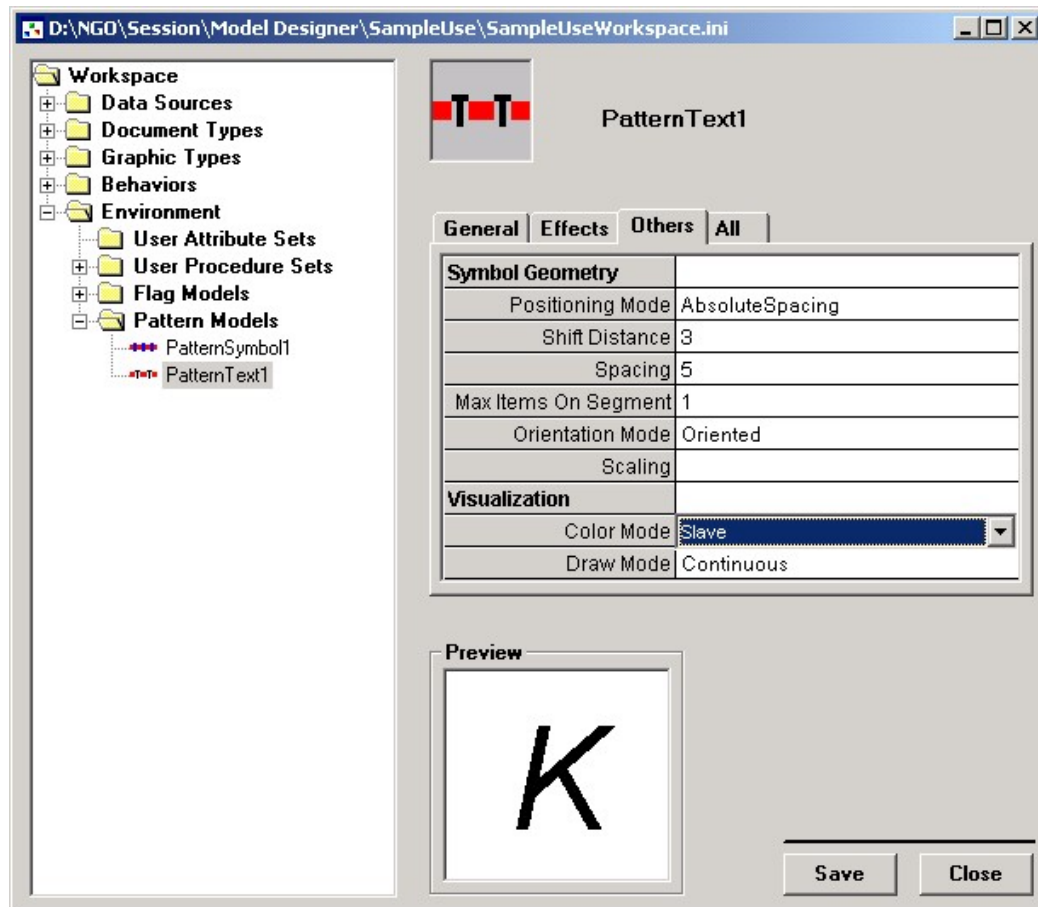 D:\NGO\Session\Model Designer\SampleUse\SampleUseWorkspace.ini
Workspace
Data Sources
Document Types
Graphic Types
Behaviors
Environment
User Attribute Sets
User Procedure Sets
Flag Models
Pattern Models
PatternSymbol1
PatternText1
T T
PatternText1
General Effects Others All
Symbol Geometry
Positioning Mode AbsoluteSpacing
Shift Distance 3
Spacing 5
Max Items On Segment 1
Orientation Mode Oriented
Scaling
Visualization
Color Mode Slave
Draw Mode Continuous
Preview
K
Save Close